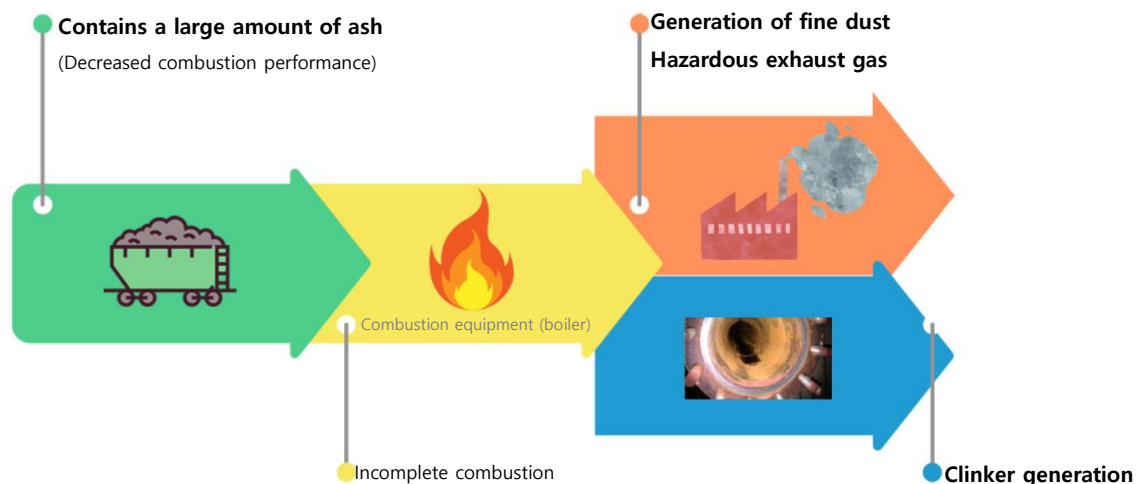 Contains a large amount of ash
(Decreased combustion performance)
Generation of fine dust
Hazardous exhaust gas
Combustion equipment (boiler)
Incomplete combustion
Clinker generation